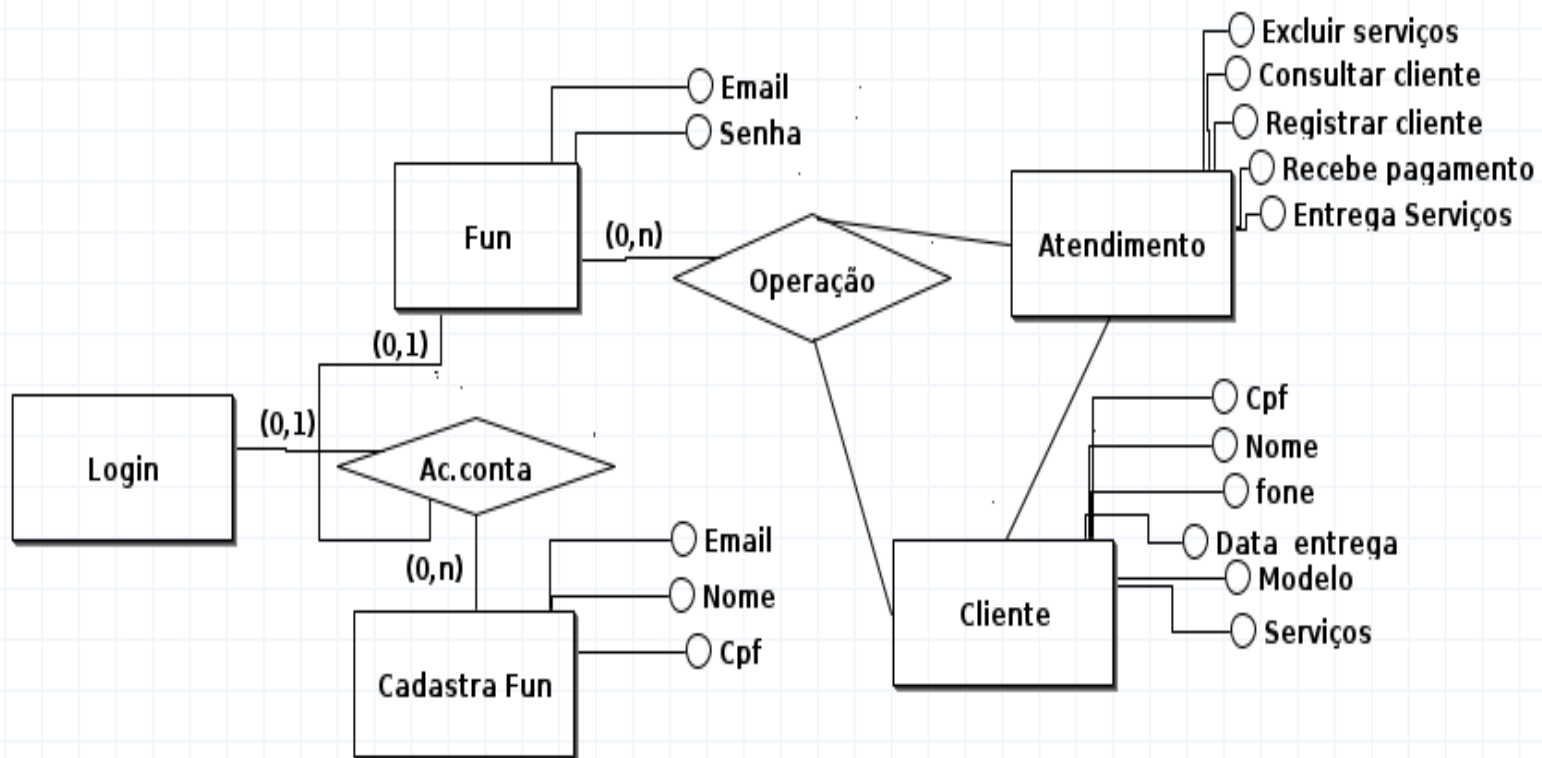 Excluir serviços
Consultar cliente
Registrar cliente
Recebe pagamento
Entrega Serviços
Email
Senha
Fun
(0,n)
Operação
Atendimento
(0,1)
(0,1)
Login
Ac.conta
(0,n)
Cpf
Nome
fone
Data entrega
Modelo
Serviços
Cliente
Email
Nome
Cpf
Cadastra Fun